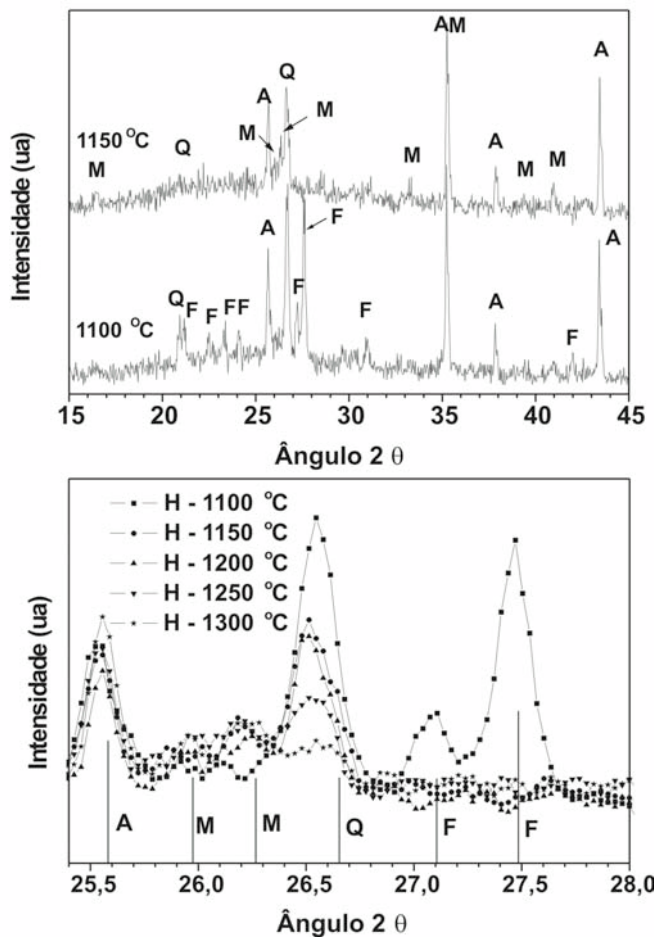 AM
A
Q
A
M
M
1150 °C
M
Q
M
A
M
M
Intensidade (ua)
F
A
A
Q
F
F
F F
F
F
A
F
1100 °C
15 20 25 30 35 40 45
Ângulo 2 θ
H - 1100 °C
H - 1150 °C
H - 1200 °C
H - 1250 °C
H - 1300 °C
Intensidade (ua)
A M M Q F F
25,5 26,0 26,5 27,0 27,5 28,0
Ângulo 2 θ